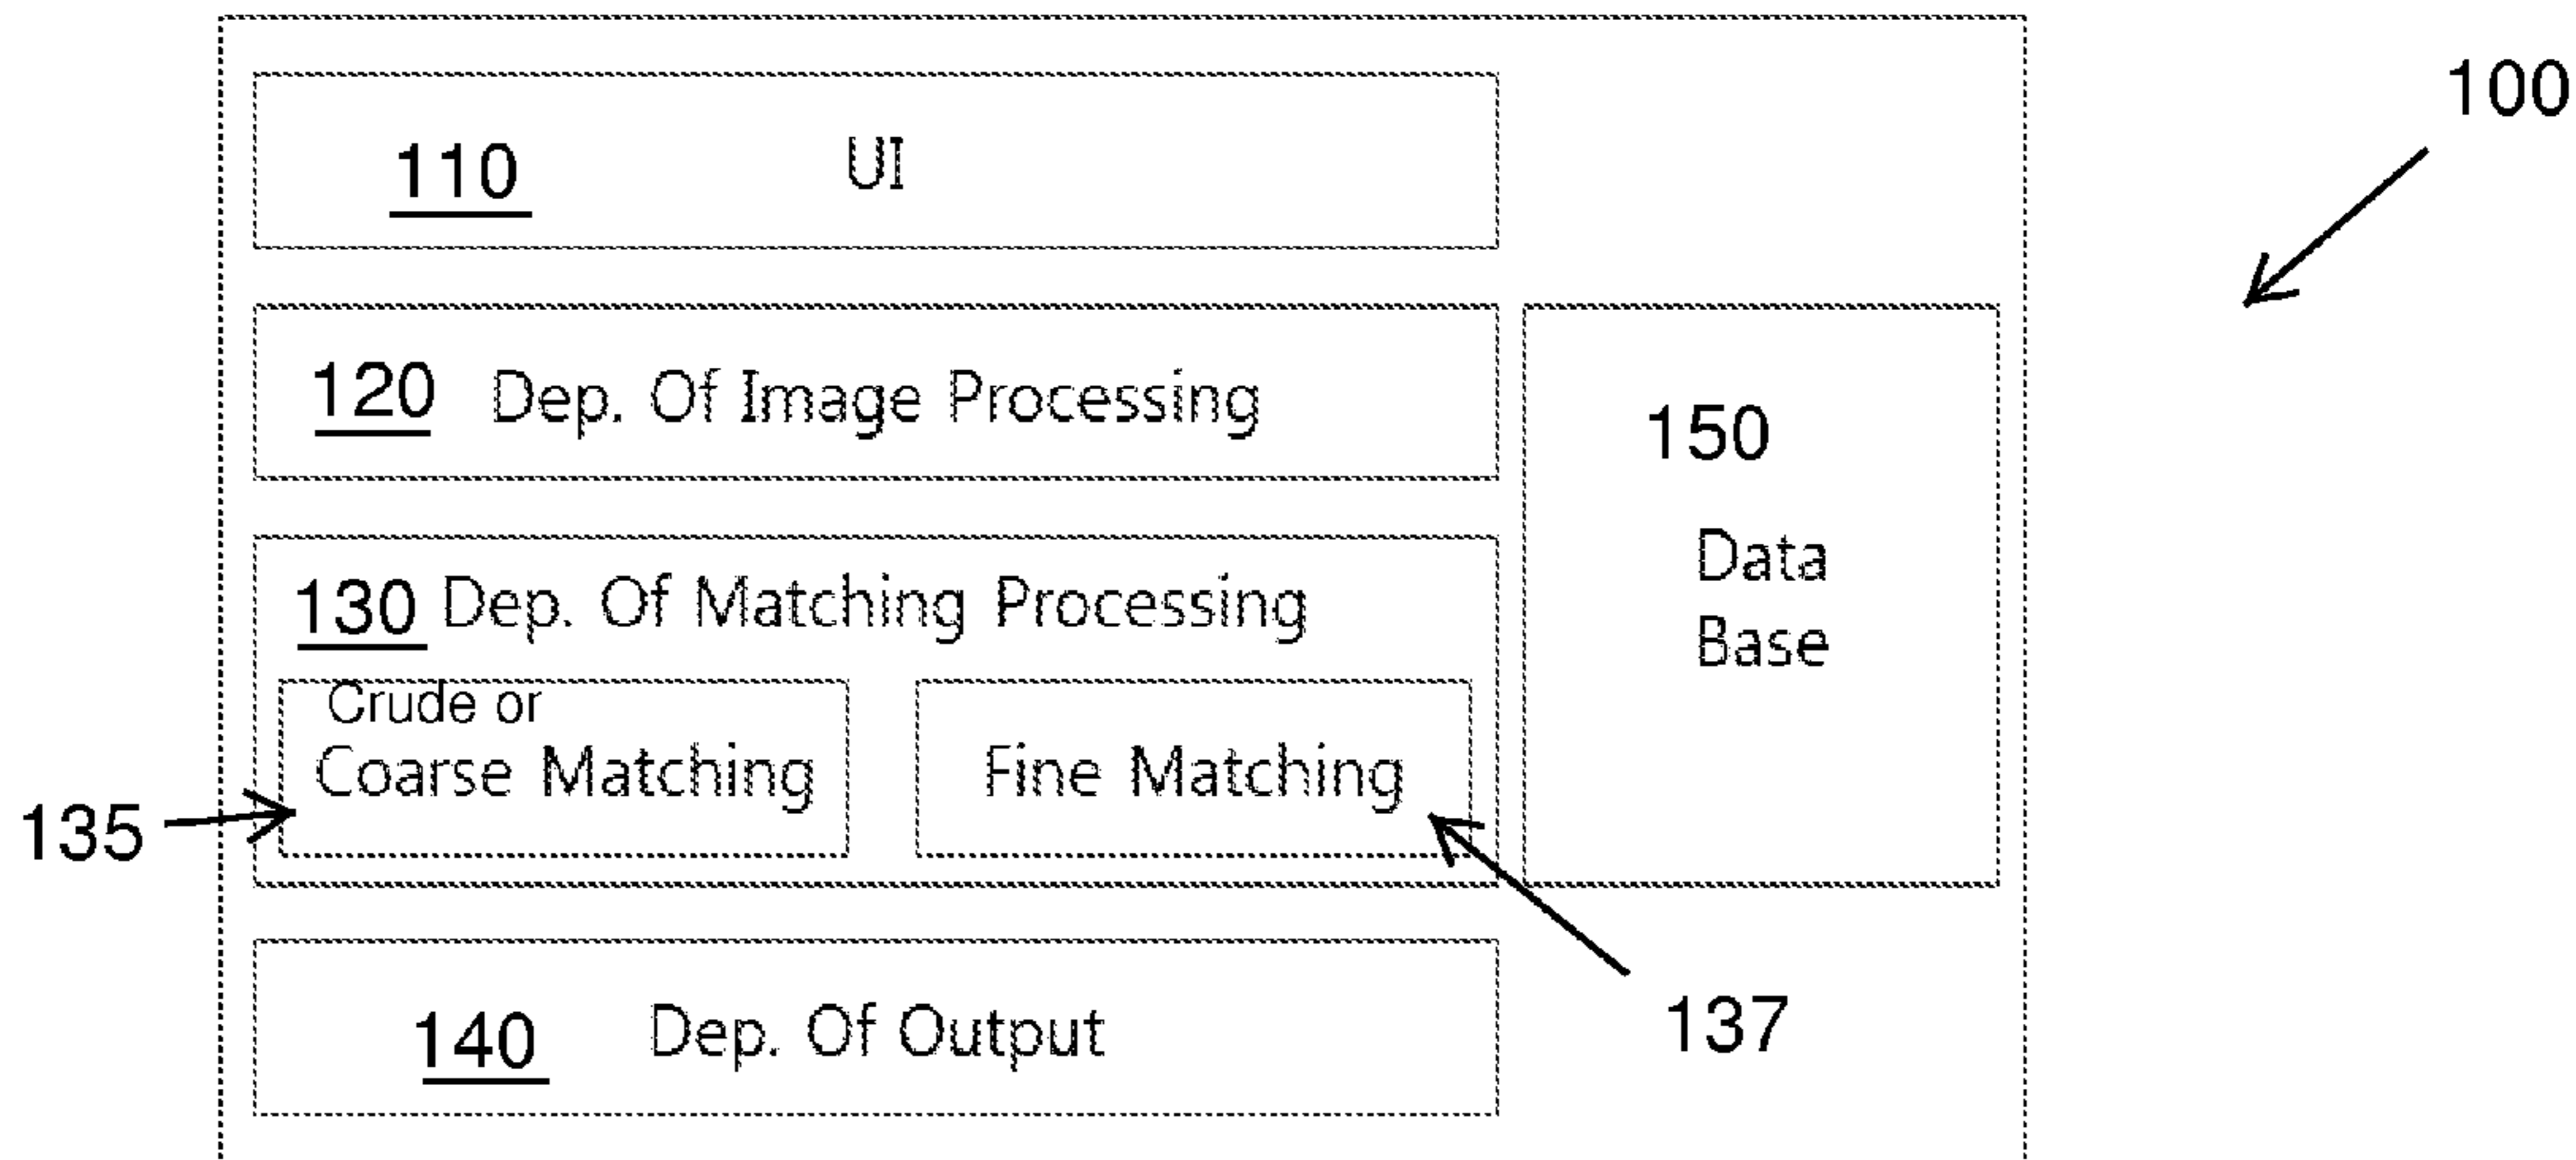 100
110 UI
120 Dep. Of Image Processing
150
Data
Base
130 Dep. Of Matching Processing
Crude or
Coarse Matching
Fine Matching
135
137
140 Dep. Of Output